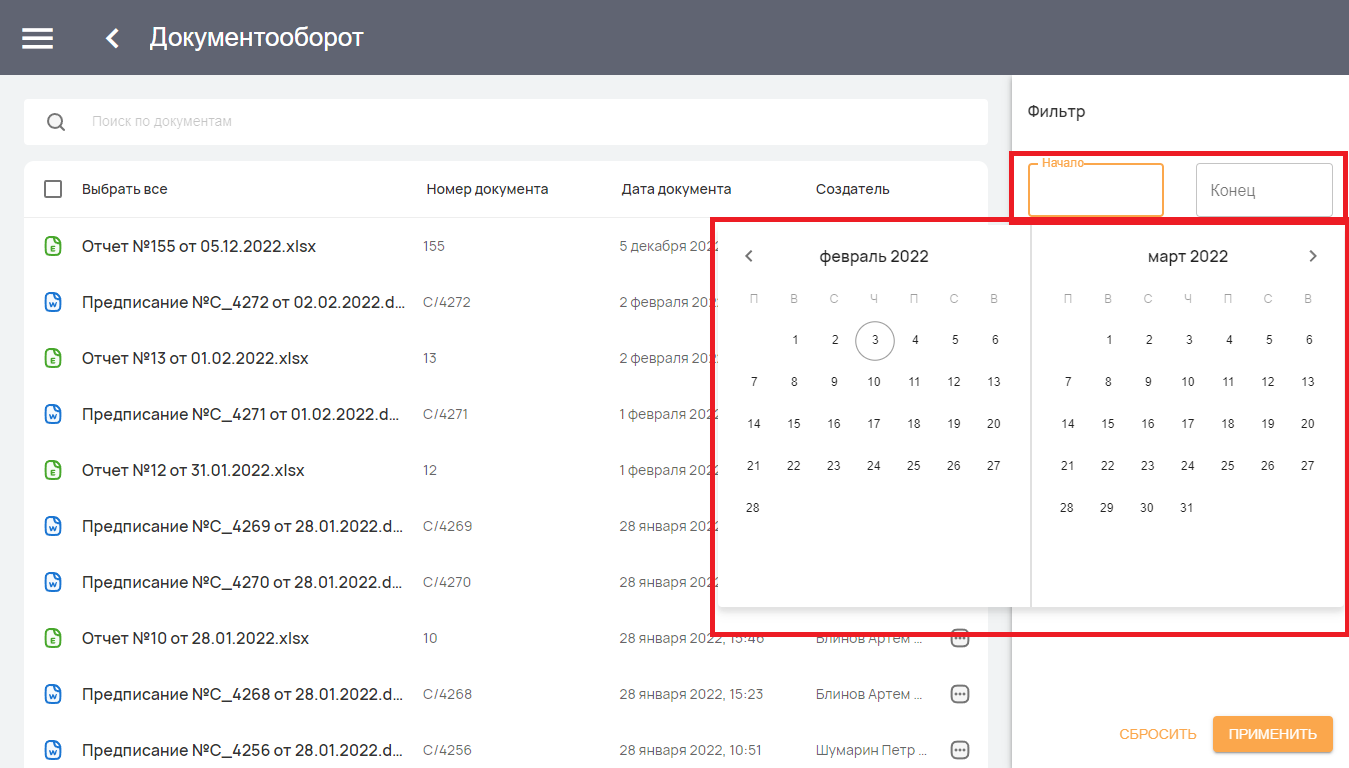 Документооборот
Поиск по документам
Выбрать все Номер документа Дата документа Создатель
Отчет №155 от 05.12.2022.xlsx 155 5 декабря 2022
Предписание №С_4272 от 02.02.2022.d... С/4272 2 февраля 202
Отчет №13 от 01.02.2022.xlsx 13 2 февраля 202
Предписание №С_4271 от 01.02.2022.d... С/4271 1 февраля 2022
Отчет №12 от 31.01.2022.xlsx 12 1 февраля 2022
Предписание №С_4269 от 28.01.2022.d... С/4269 28 января 2022
Предписание №С_4270 от 28.01.2022.d... С/4270 28 января 2022
Отчет №10 от 28.01.2022.xlsx 10 28 января 2022, 15:46 Блинов Артем ...
Предписание №С_4268 от 28.01.2022.d... С/4268 28 января 2022, 15:23 Блинов Артем ...
Предписание №С_4256 от 28.01.2022.d... С/4256 28 января 2022, 10:51 Шумарин Петр ...
Фильтр
Начало
Конец
февраль 2022
П В С Ч П С В
1 2 3 4 5 6
7 8 9 10 11 12 13
14 15 16 17 18 19 20
21 22 23 24 25 26 27
28
март 2022
П В С Ч П С В
1 2 3 4 5 6
7 8 9 10 11 12 13
14 15 16 17 18 19 20
21 22 23 24 25 26 27
28 29 30 31
СБРОСИТЬ ПРИМЕНИТЬ